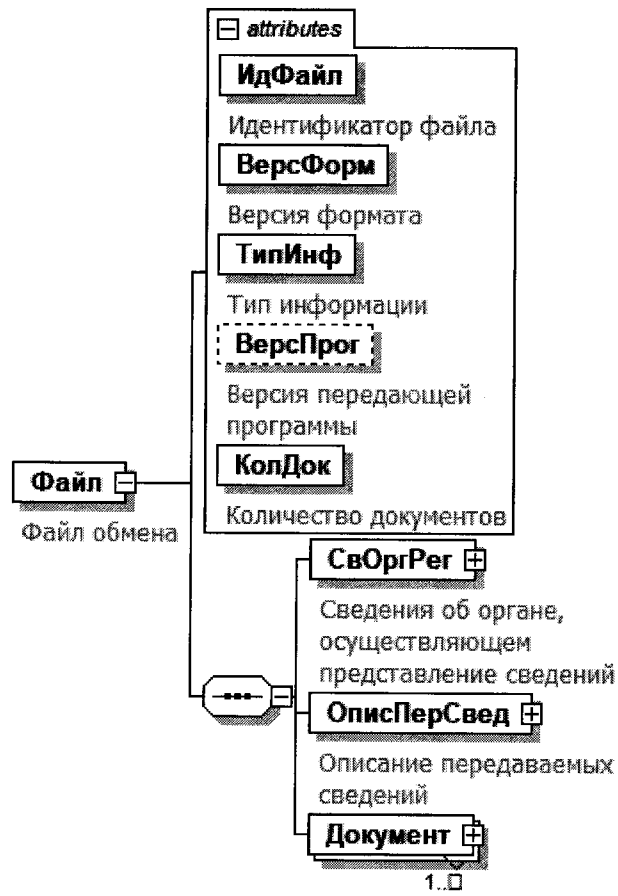 attributes
ИдФайл
Идентификатор файла
ВерсФорм
Версия формата
ТипИнф
Тип информации
ВерсПрог
Версия передающей
программы
КолДок
Количество документов
Файл
Файл обмена
СвОргРег
Сведения об органе,
осуществляющем
представление сведений
ОписПерСвед
Описание передаваемых
сведений
Документ
1..□